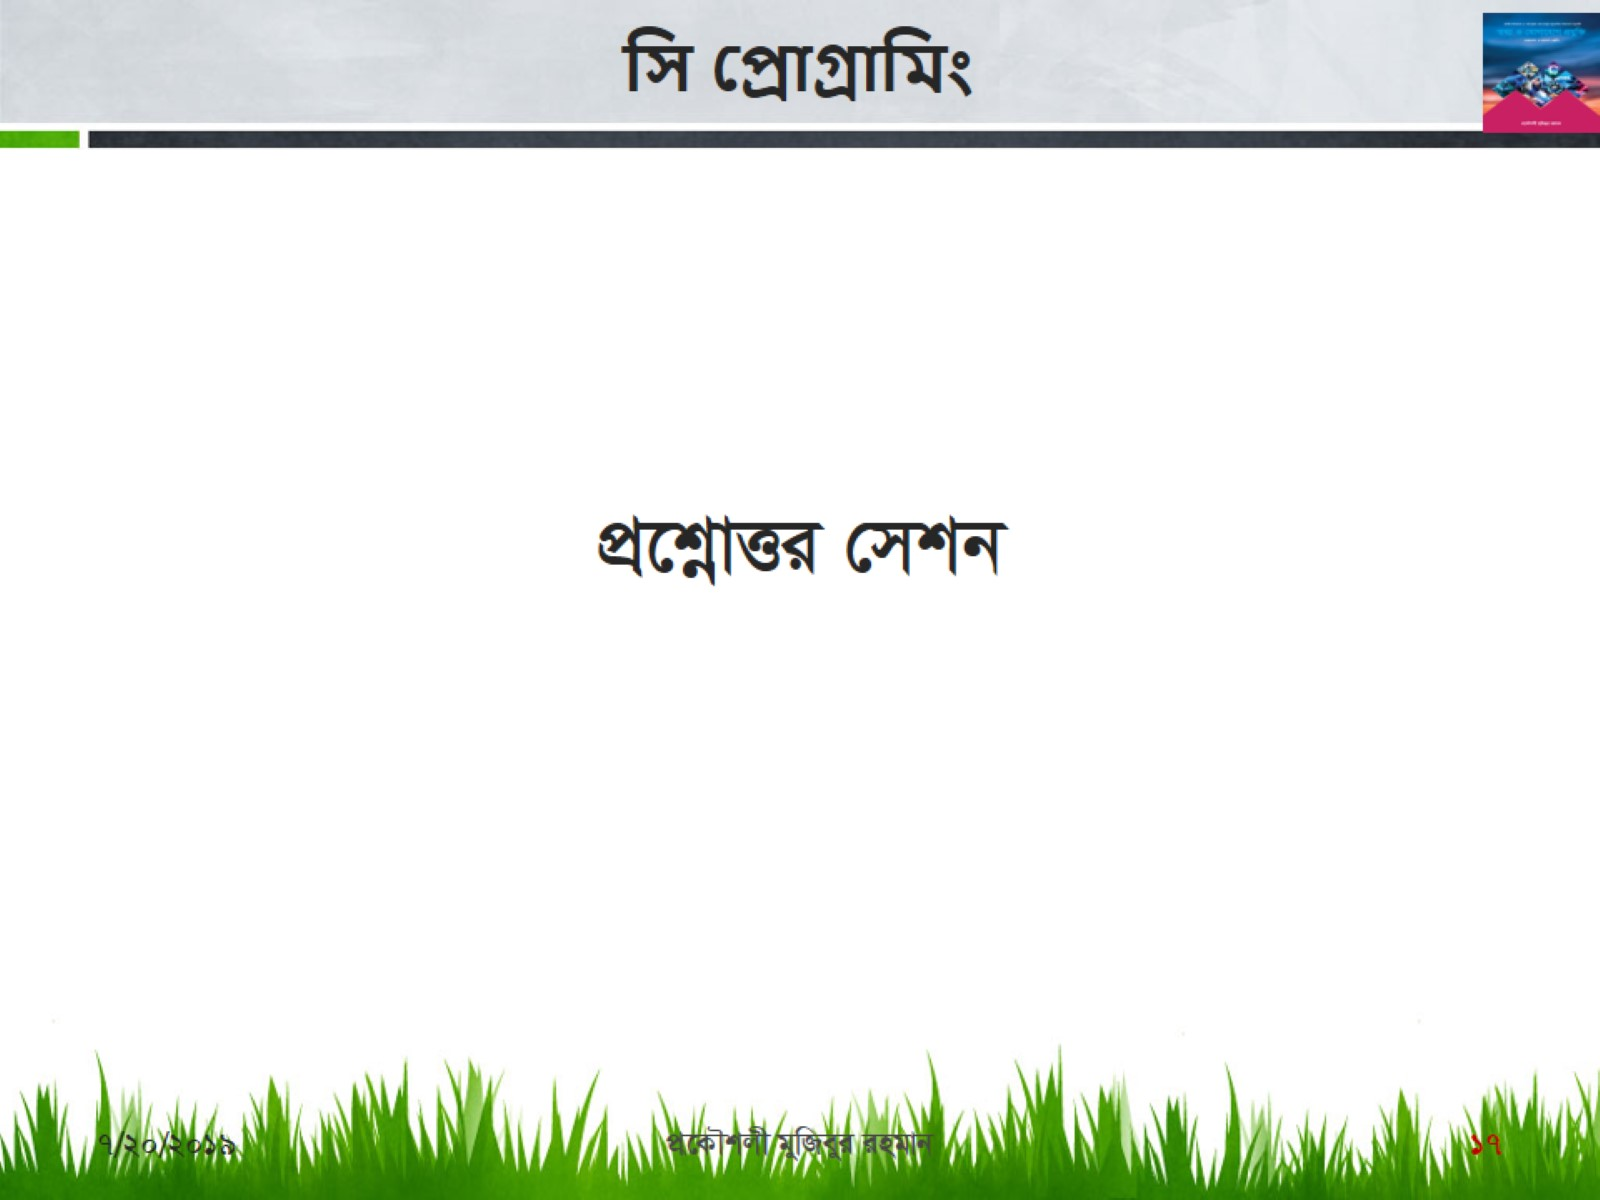 সি প্রোগ্রামিং
প্রশ্নোত্তর সেশন
৭/২০/২০১৯
প্রকৌশলী মুজিবুর রহমান
১৭